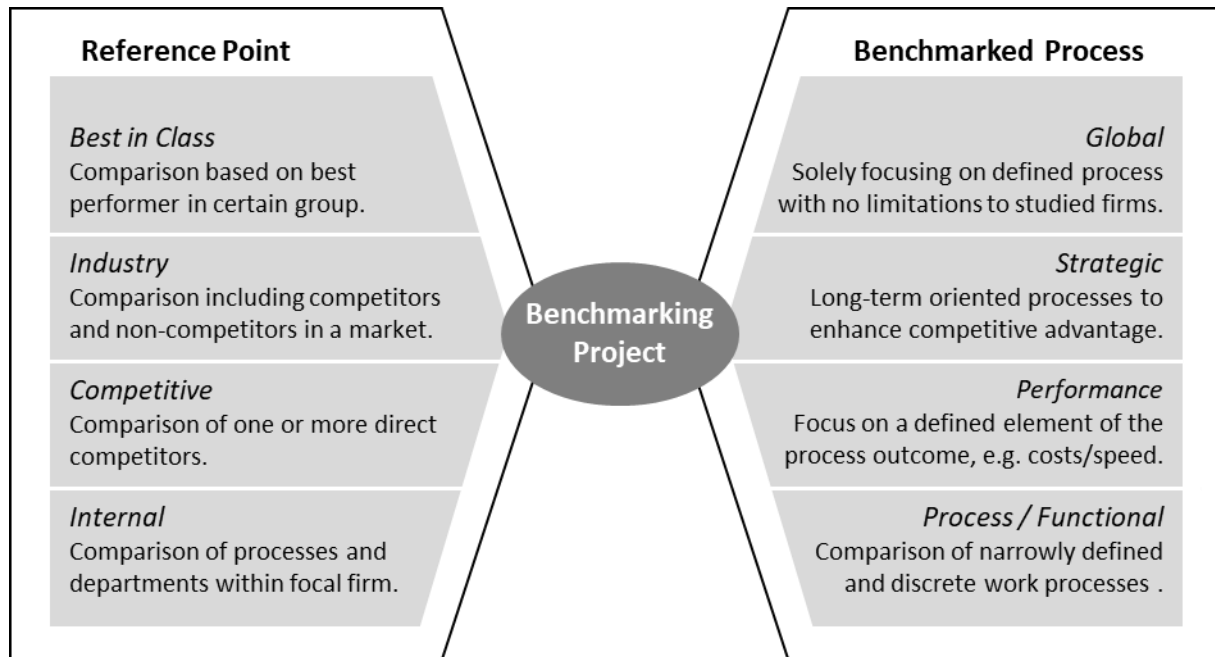 Reference Point
Best in Class
Comparison based on best
performer in certain group.
Industry
Comparison including competitors
and non-competitors in a market.
Competitive
Comparison of one or more direct
competitors.
Internal
Comparison of processes and
departments within focal firm.
Benchmarking
Project
Benchmarked Process
Global
Solely focusing on defined process
with no limitations to studied firms.
Strategic
Long-term oriented processes to
enhance competitive advantage.
Performance
Focus on a defined element of the
process outcome, e.g. costs/speed.
Process / Functional
Comparison of narrowly defined
and discrete work processes .